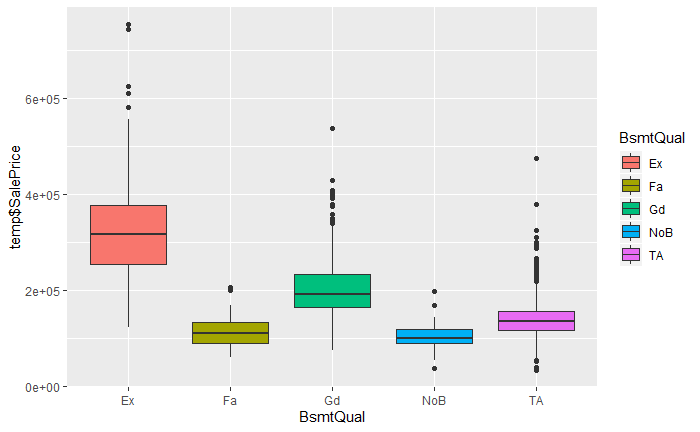 temp$SalePrice
6e+05
4e+05
2e+05
0e+00
Ex
Fa
Gd
NoB
TA
BsmtQual
BsmtQual
Ex
Fa
Gd
NoB
TA